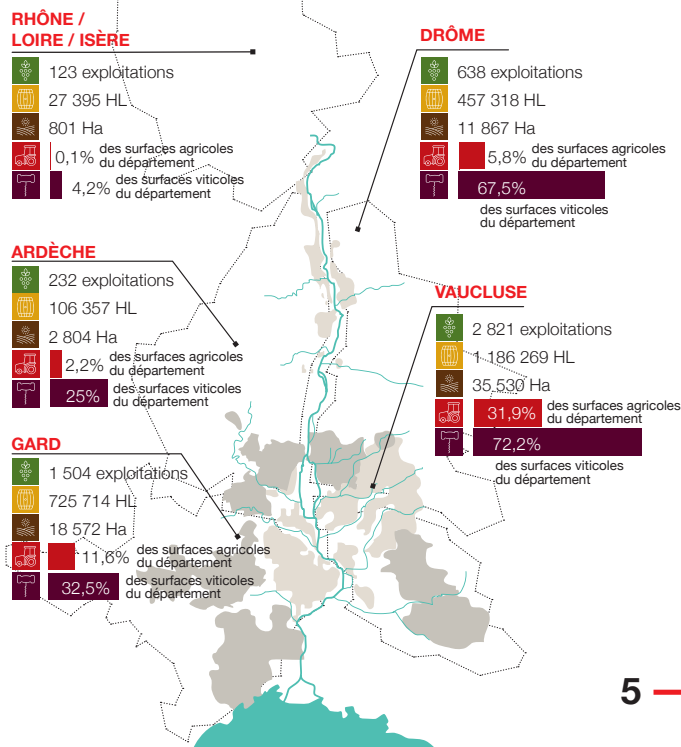 RHÔNE /
LOIRE / ISÈRE
123 exploitations
27 395 HL
801 Ha
0,1% des surfaces agricoles
du département
4,2% des surfaces viticoles
du département
DRÔME
638 exploitations
457 318 HL
11 867 Ha
5,8% des surfaces agricoles
du département
67,5%
des surfaces viticoles
du département
ARDÈCHE
232 exploitations
106 357 HL
2 804 Ha
2,2% des surfaces agricoles
du département
25% des surfaces viticoles
du département
VAUCLUSE
2 821 exploitations
1 186 269 HL
35 530 Ha
31,9% des surfaces agricoles
du département
72,2%
des surfaces viticoles
du département
GARD
1 504 exploitations
725 714 HL
18 572 Ha
11,6% des surfaces agricoles
du département
32,5% des surfaces viticoles
du département
5